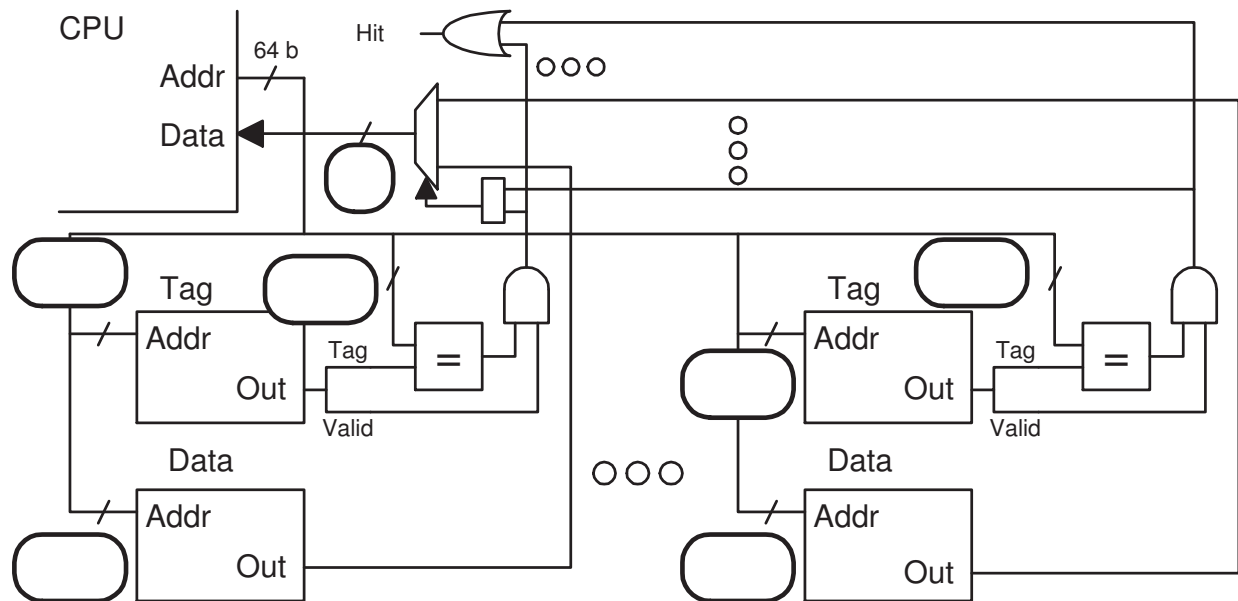 CPU
Hit
64 b
Addr
Data
Tag
Tag
Addr
Tag
=
Addr
Tag
=
Out
Out
Valid
Valid
Data
Data
Addr
Addr
Out
Out